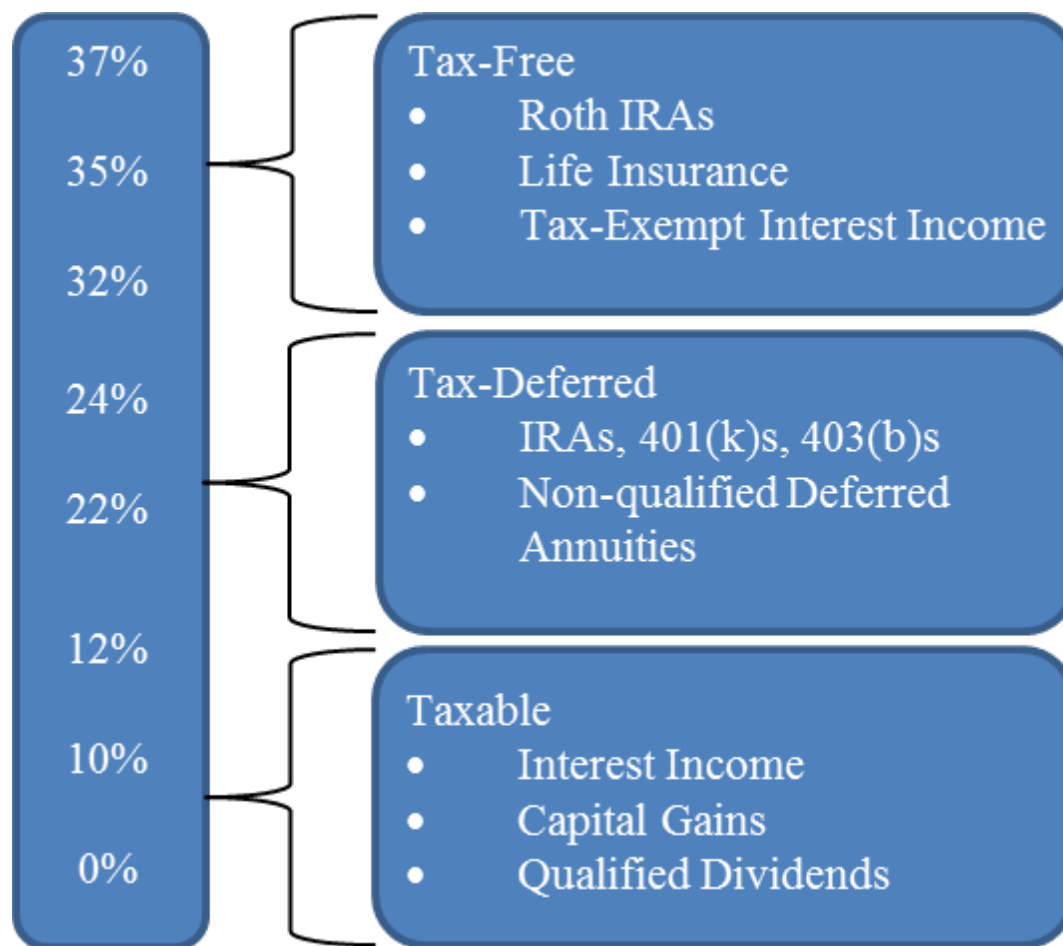 37%
35%
32%
24%
22%
12%
10%
0%
Tax-Free
• Roth IRAs
• Life Insurance
• Tax-Exempt Interest Income
Tax-Deferred
• IRAs, 401(k)s, 403(b)s
• Non-qualified Deferred
Annuities
Taxable
• Interest Income
• Capital Gains
• Qualified Dividends